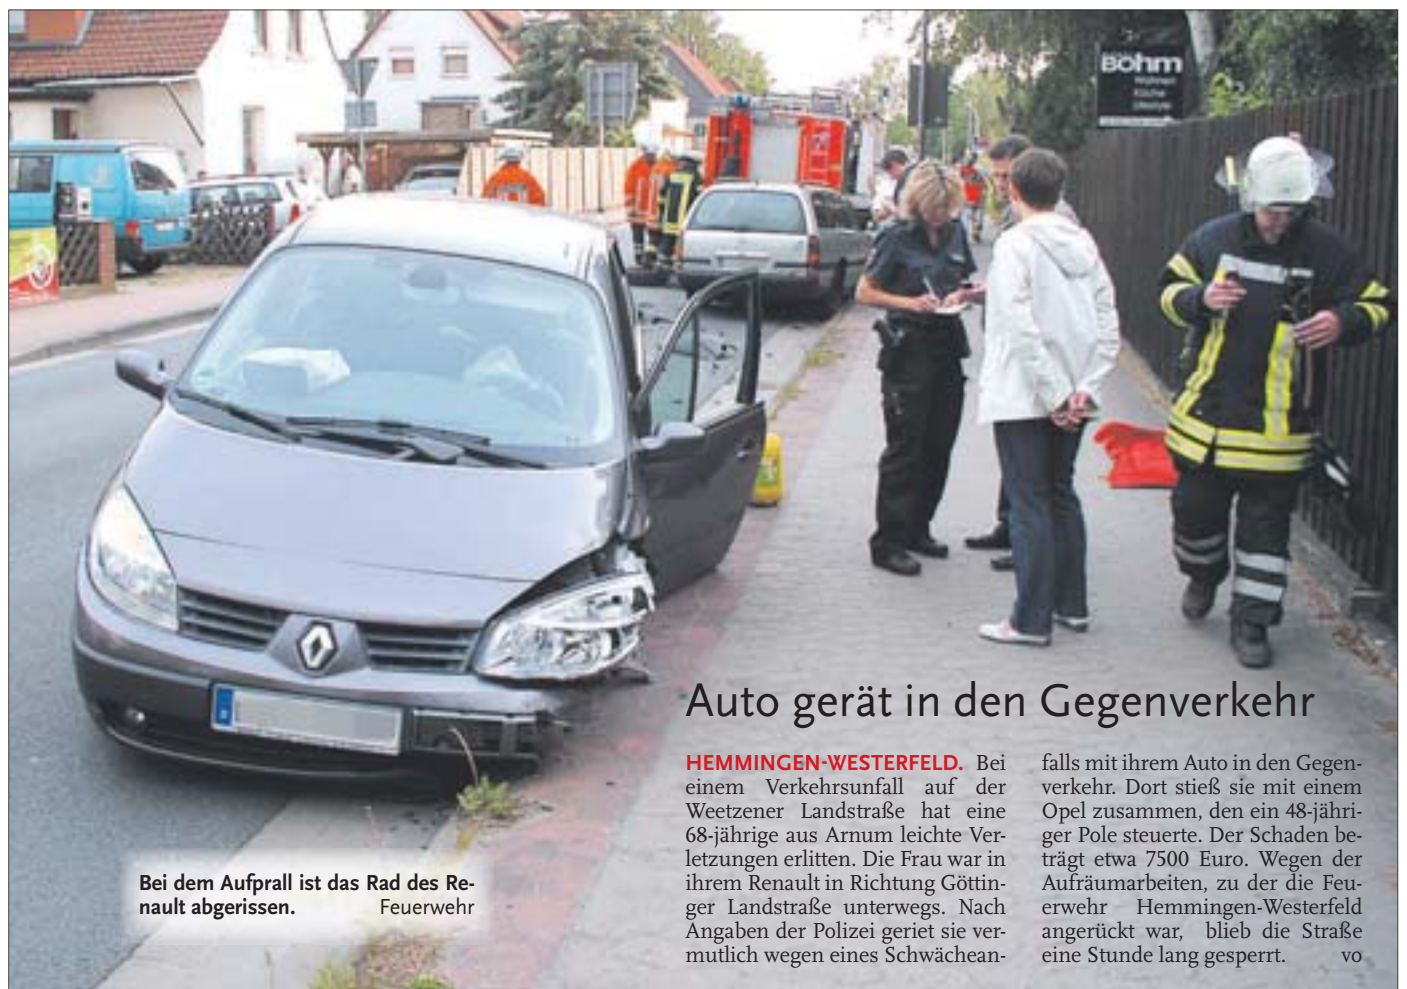 Böhm
Wohnen
Küche
Lifestyle
Auto gerät in den Gegenverkehr
HEMMINGEN-WESTERFELD. Bei
einem Verkehrsunfall auf der
Weetzener Landstraße hat eine
68-jährige aus Arnum leichte Ver-
letzungen erlitten. Die Frau war in
ihrem Renault in Richtung Göttin-
ger Landstraße unterwegs. Nach
Angaben der Polizei geriet sie ver-
mutlich wegen eines Schwächean-
falls mit ihrem Auto in den Gegen-
verkehr. Dort stieß sie mit einem
Opel zusammen, den ein 48-jähri-
ger Pole steuerte. Der Schaden be-
trägt etwa 7500 Euro. Wegen der
Aufräumarbeiten, zu der die Feu-
erwehr Hemmingen-Westerfeld
angerückt war, blieb die Straße
eine Stunde lang gesperrt. vo
Bei dem Aufprall ist das Rad des Re-
nault abgerissen. Feuerwehr